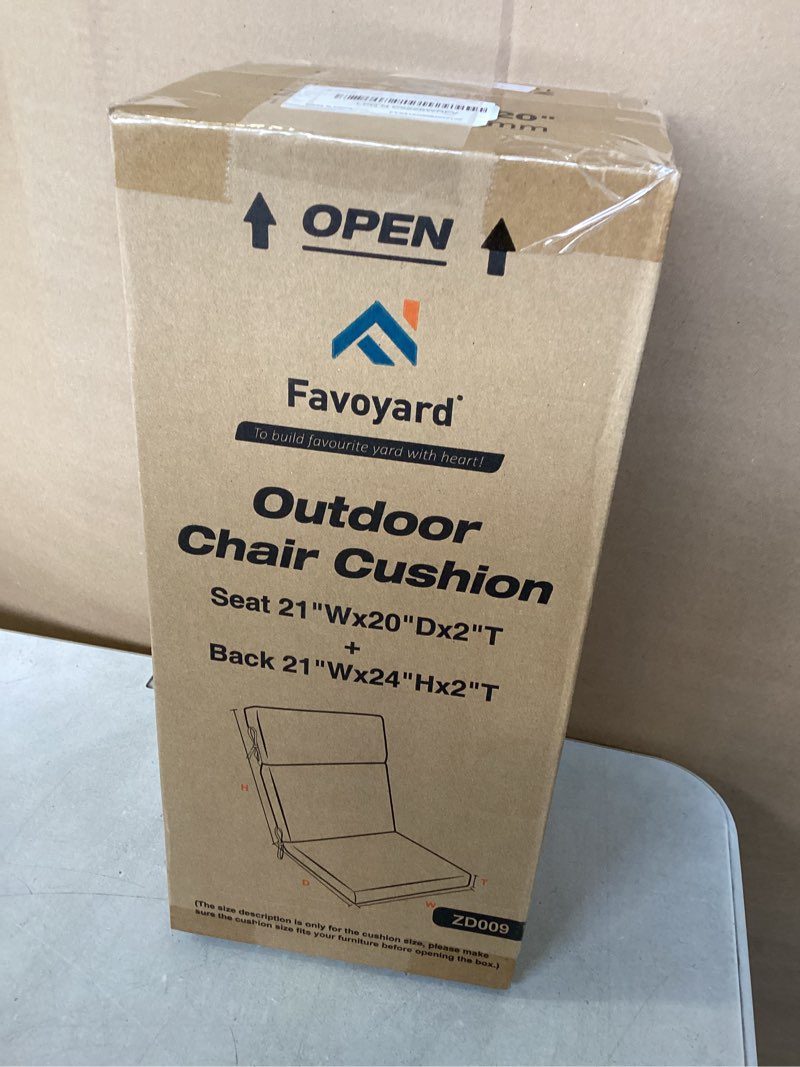 20"
mm
OPEN
Favoyard
To build favourite yard with heart!
Outdoor
Chair Cushion
Seat 21"Wx20"Dx2"T
+
Back 21"Wx24"Hx2"T
H
D
T
W
ZD009
(The size description is only for the cushion size, please make
sure the cushion size fits your furniture before opening the box.)